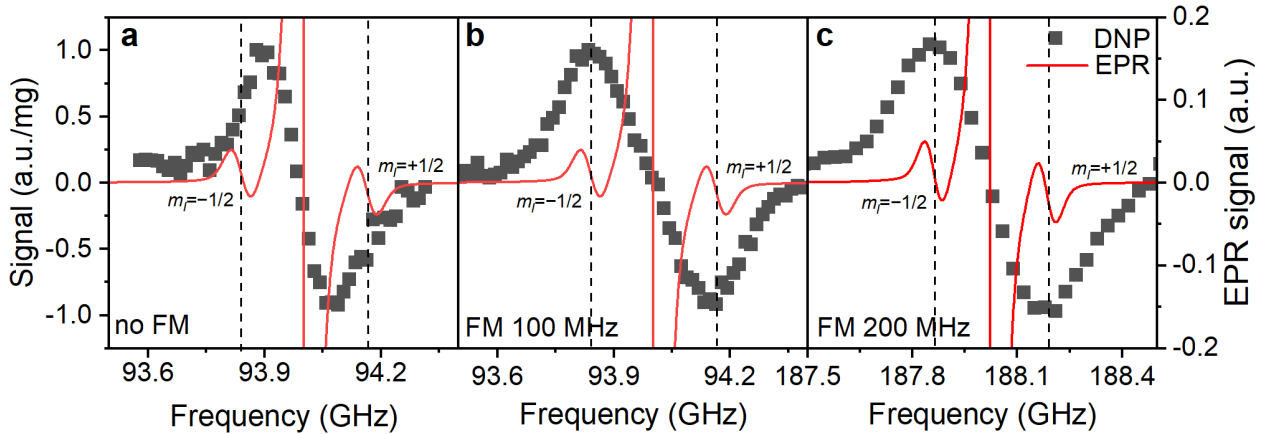 a
b
c
DNP
EPR
1.0
0.5
0.0
-0.5
-1.0
Signal (a.u./mg)
0.2
0.1
0.0
-0.1
-0.2
EPR signal (a.u.)
mI=−1/2
mI=+1/2
mI=−1/2
mI=+1/2
mI=−1/2
mI=+1/2
no FM
FM 100 MHz
FM 200 MHz
93.6 93.9 94.2
93.6 93.9 94.2
187.5 187.8 188.1 188.4
Frequency (GHz)
Frequency (GHz)
Frequency (GHz)